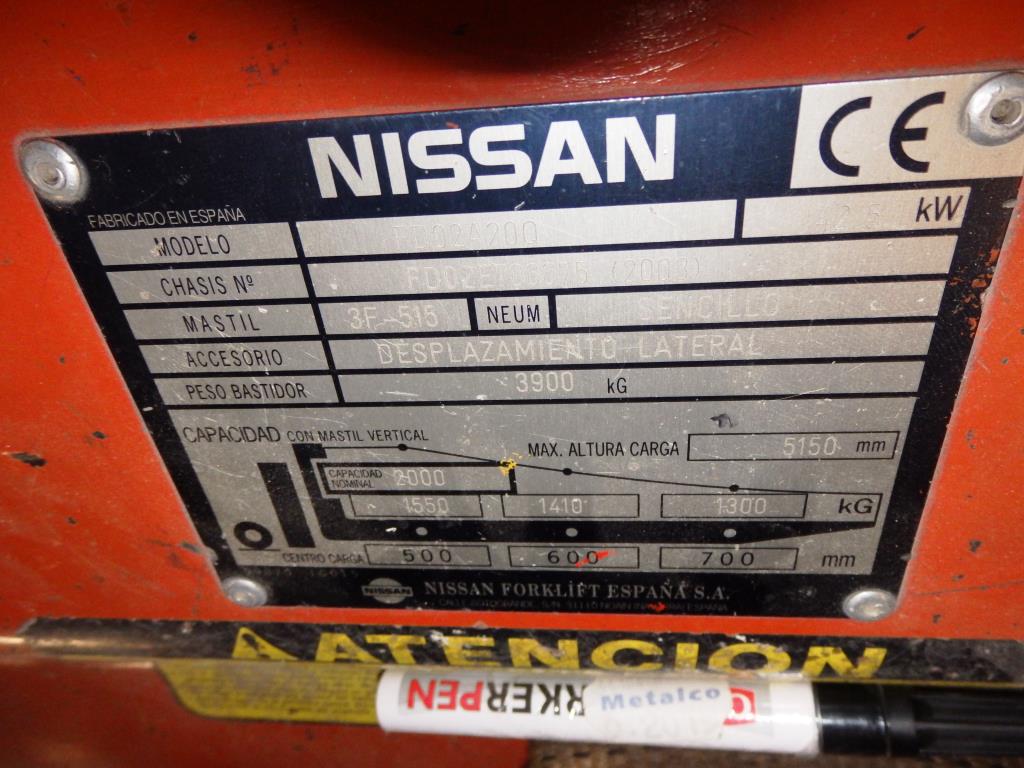 NISSAN CE
FABRICADO EN ESPAÑA
MODELO kW
CHASIS Nº (2002)
MASTIL 3F-515 NEUM SENCILLO
ACCESORIO DESPLAZAMIENTO LATERAL
PESO BASTIDOR 3900 kG
CAPACIDAD CON MASTIL VERTICAL
MAX. ALTURA CARGA 5150 mm
CAPACIDAD NOMINAL 2000
1550 1410 1300 kG
CENTRO CARGA 500 600 700 mm
NISSAN NISSAN FORKLIFT ESPAÑA S.A.
ATENCION
RKERPEN
Metalco